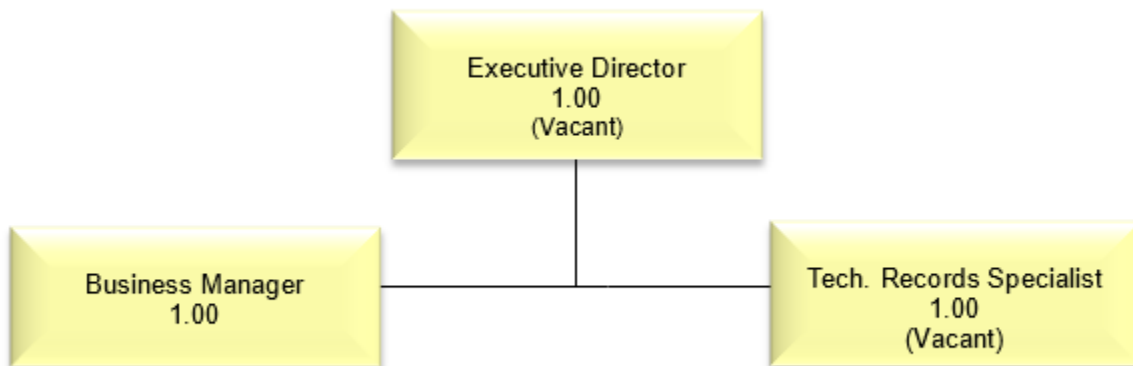 Executive Director
1.00
(Vacant)
Business Manager
1.00
Tech. Records Specialist
1.00
(Vacant)